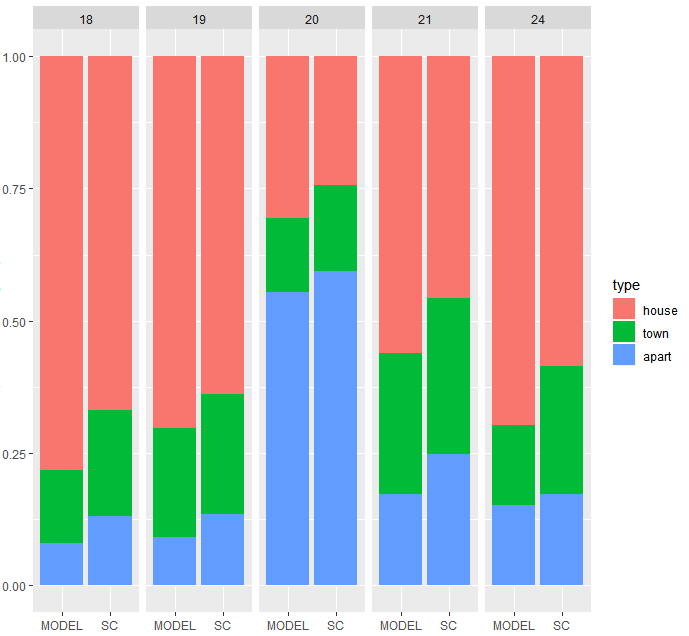 18 19 20 21 24
1.00
0.75
0.50
0.25
0.00
MODEL SC MODEL SC MODEL SC MODEL SC MODEL SC
type
house
town
apart